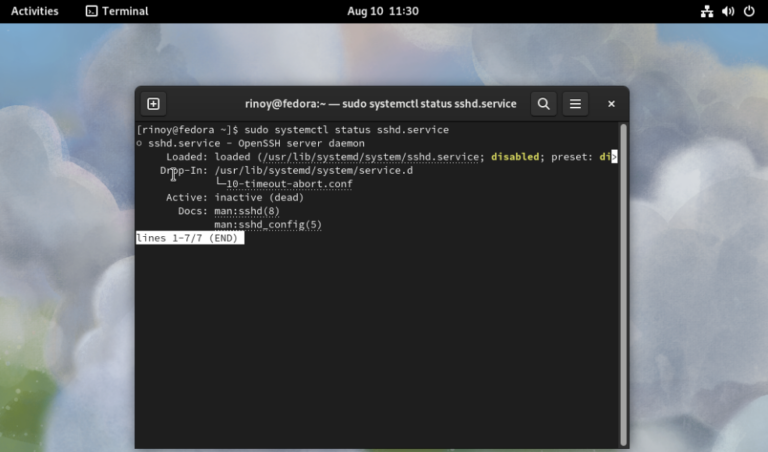 Activities Terminal Aug 10 11:30
rinoy@fedora:~ — sudo systemctl status sshd.service
[rinoy@fedora ~]$ sudo systemctl status sshd.service
○ sshd.service - OpenSSH server daemon
Loaded: loaded (/usr/lib/systemd/system/sshd.service; disabled; preset: di>
Drop-In: /usr/lib/systemd/system/service.d
└─10-timeout-abort.conf
Active: inactive (dead)
Docs: man:sshd(8)
man:sshd_config(5)
lines 1-7/7 (END)